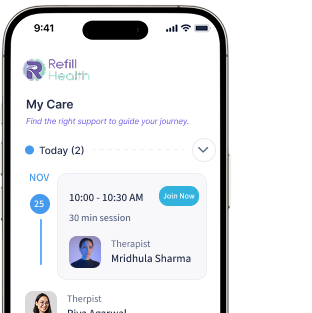 9:41
Refill
Health
My Care
Find the right support to guide your journey.
Today (2)
NOV
25
10:00 - 10:30 AM
Join Now
30 min session
Therapist
Mridhula Sharma
Therpist